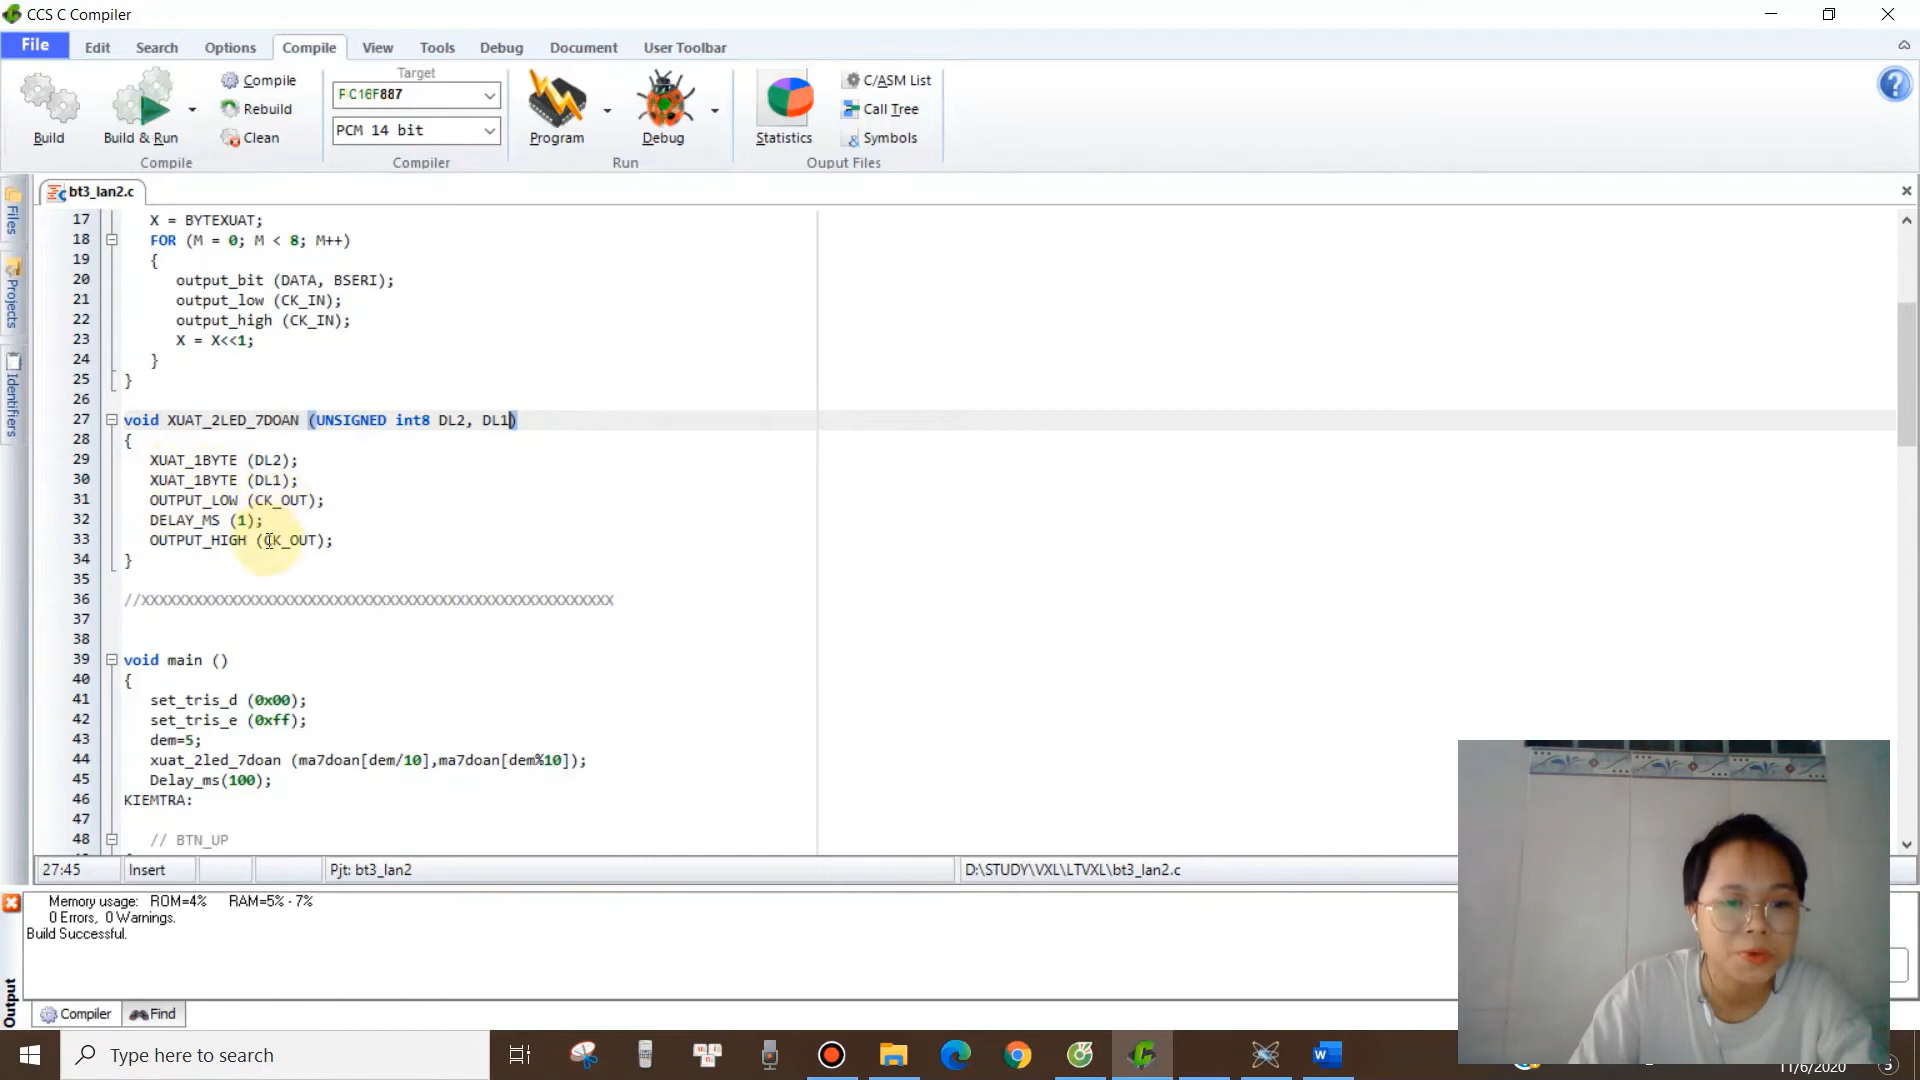 CCS C Compiler
File Edit Search Options Compile View Tools Debug Document User Toolbar
Build
Build & Run
Compile
Rebuild
Clean
Compile
Target
PIC16F887
PCM 14 bit
Compiler
Program
Debug
Run
Statistics
C/ASM List
Call Tree
Symbols
Ouput Files
Files
Projects
Identifiers
bt3_lan2.c
17 X = BYTEXUAT;
18 FOR (M = 0; M < 8; M++)
19 {
20 output_bit (DATA, BSERI);
21 output_low (CK_IN);
22 output_high (CK_IN);
23 X = X<<1;
24 }
25 }
26
27 void XUAT_2LED_7DOAN (UNSIGNED int8 DL2, DL1)
28 {
29 XUAT_1BYTE (DL2);
30 XUAT_1BYTE (DL1);
31 OUTPUT_LOW (CK_OUT);
32 DELAY_MS (1);
33 OUTPUT_HIGH (CK_OUT);
34 }
35
36 //XXXXXXXXXXXXXXXXXXXXXXXXXXXXXXXXXXXXXXXXXXXXXXXXXXXXXX
37
38
39 void main ()
40 {
41 set_tris_d (0x00);
42 set_tris_e (0xff);
43 dem=5;
44 xuat_2led_7doan (ma7doan[dem/10],ma7doan[dem%10]);
45 Delay_ms(100);
46 KIEMTRA:
47
48 // BTN_UP
27:45 Insert Pjt: bt3_lan2 D:\STUDY\VXL\LTVXL\bt3_lan2.c
Memory usage: ROM=4% RAM=5% - 7%
0 Errors, 0 Warnings.
Build Successful.
Output
Compiler Find
Type here to search
11/6/2020
5